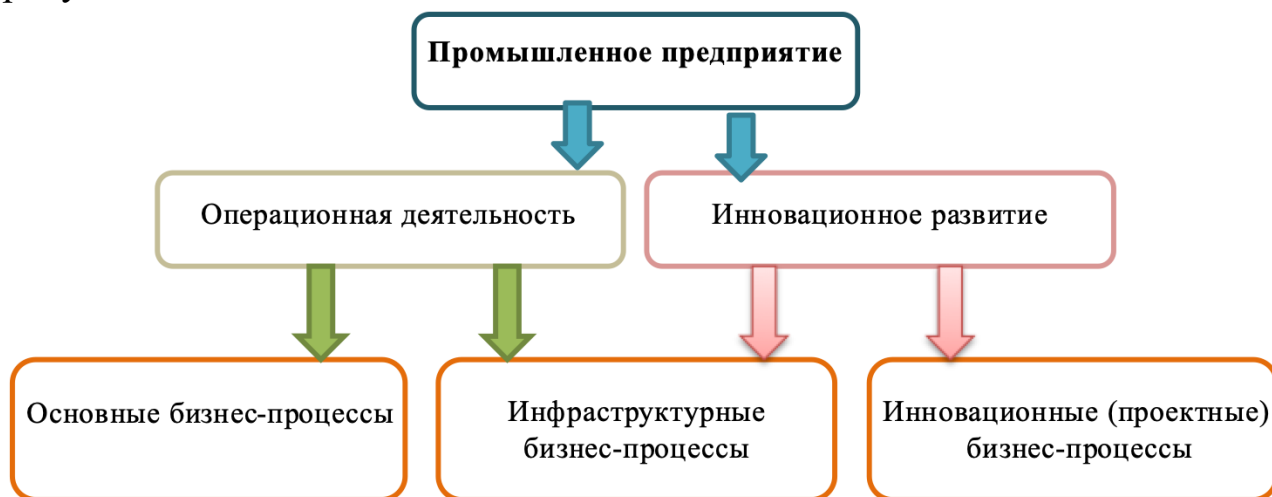 Промышленное предприятие
Операционная деятельность
Инновационное развитие
Основные бизнес-процессы
Инфраструктурные
бизнес-процессы
Инновационные (проектные)
бизнес-процессы